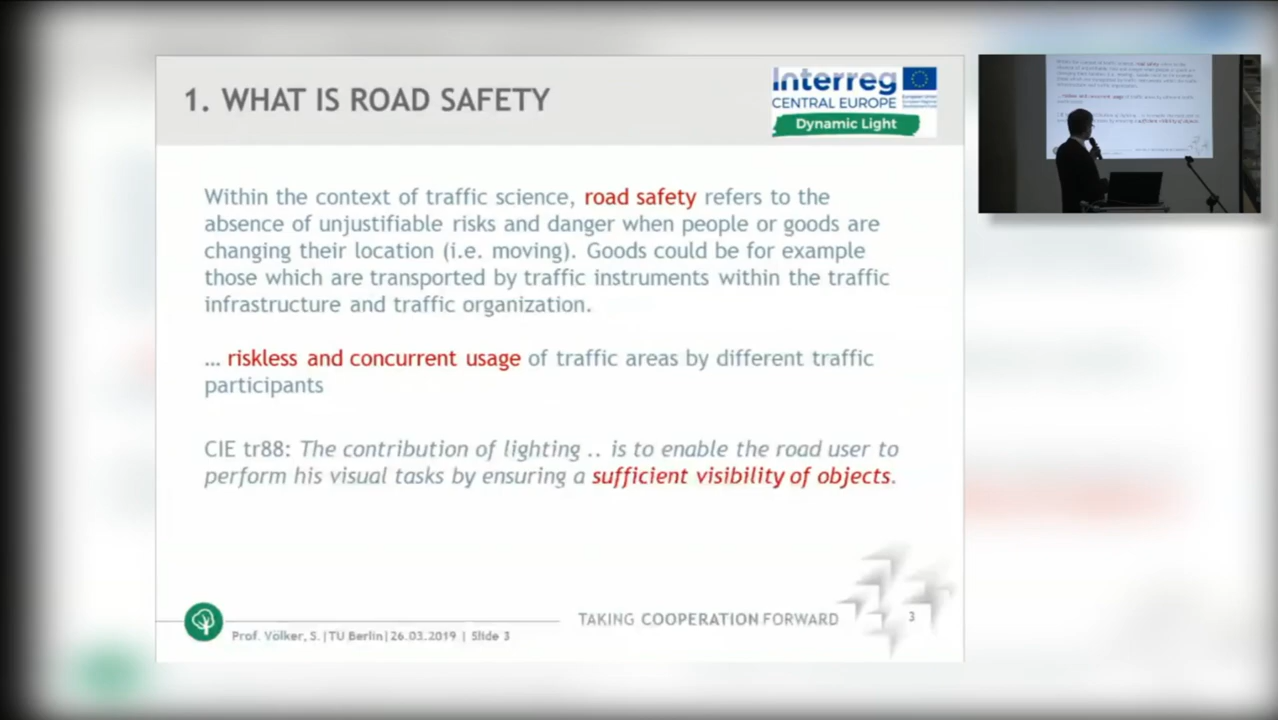 1. WHAT IS ROAD SAFETY
Interreg
CENTRAL EUROPE
Dynamic Light
European Union
Within the context of traffic science, road safety refers to the
absence of unjustifiable risks and danger when people or goods are
changing their location (i.e. moving). Goods could be for example
those which are transported by traffic instruments within the traffic
infrastructure and traffic organization.
… riskless and concurrent usage of traffic areas by different traffic
participants
CIE tr88: The contribution of lighting .. is to enable the road user to
perform his visual tasks by ensuring a sufficient visibility of objects.
TAKING COOPERATION FORWARD
3
Prof. Völker, S.|TU Berlin|26.03.2019 | Slide 3